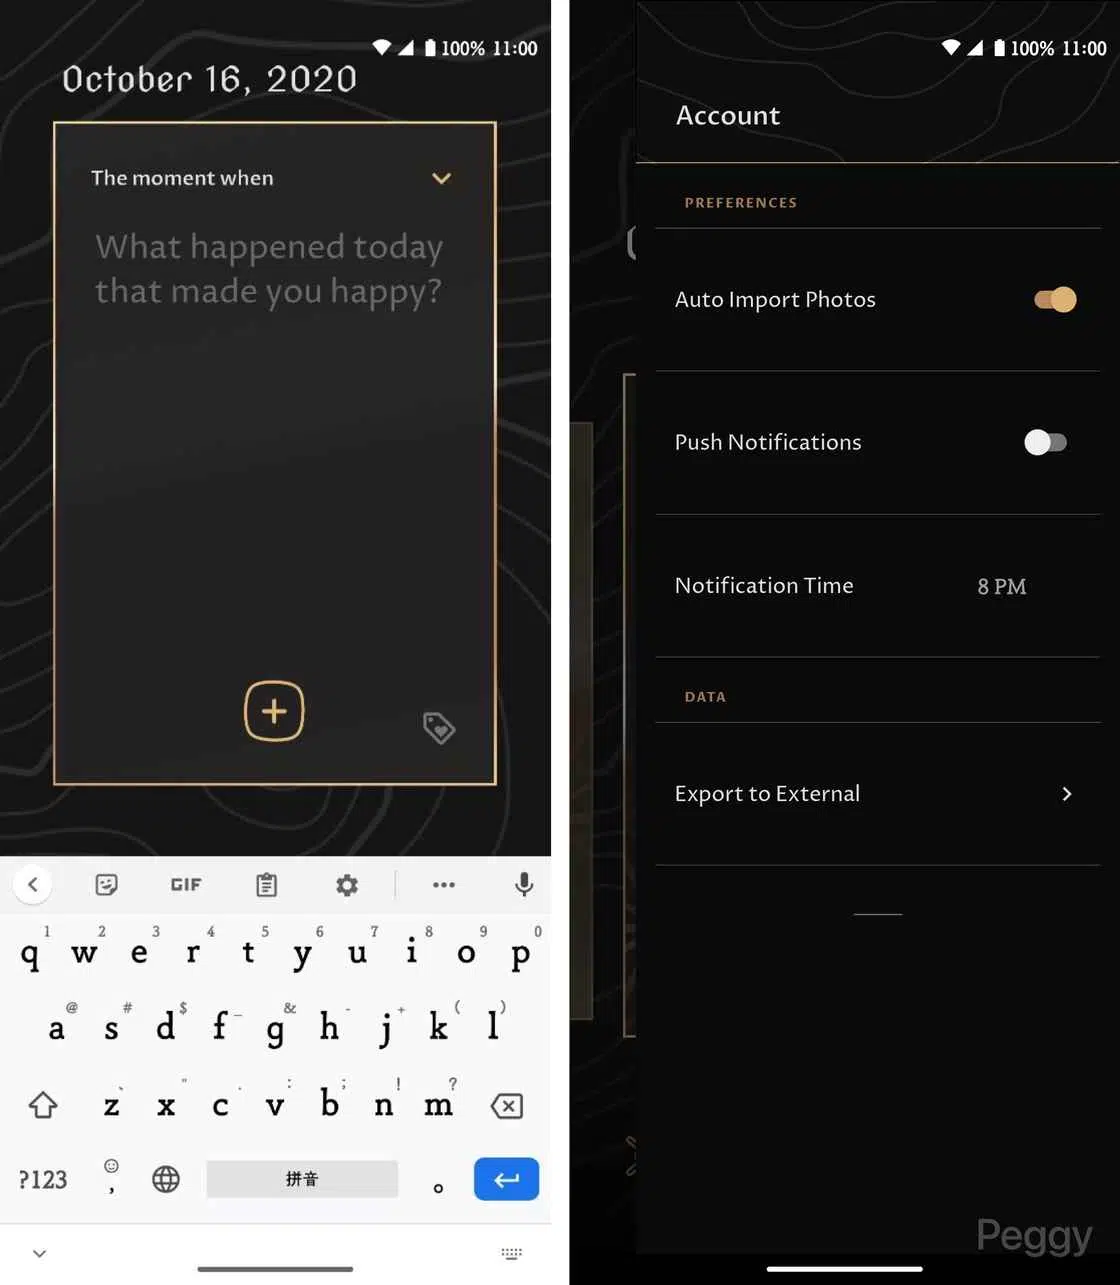 100% 11:00
October 16, 2020
The moment when
What happened today
that made you happy?
GIF
1 2 3 4 5 6 7 8 9 0
q w e r t y u i o p
@ # $ _ & - + ( )
a s d f g h j k l
` " ' : ; ! ?
z x c v b n m
?123 , 拼音 。
100% 11:00
Account
PREFERENCES
Auto Import Photos
Push Notifications
Notification Time 8 PM
DATA
Export to External
Peggy